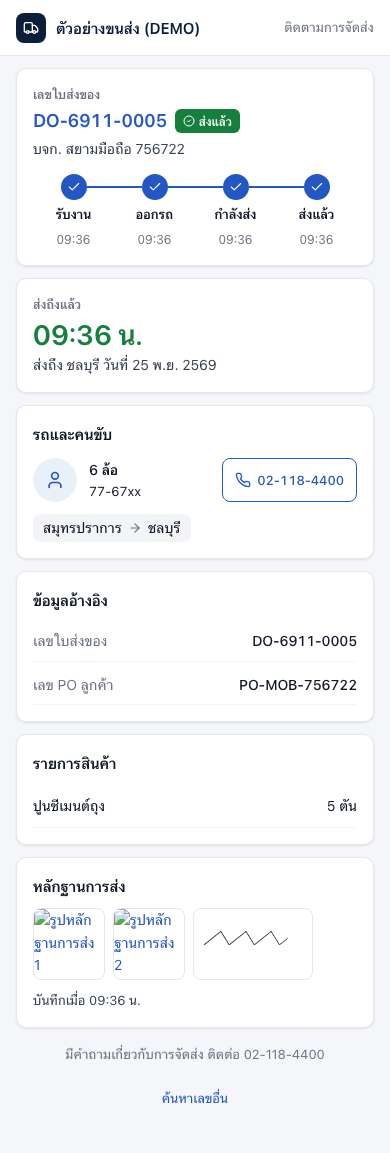 ตัวอย่างขนส่ง (DEMO)
ติดตามการจัดส่ง
เลขใบส่งของ
DO-6911-0005
ส่งแล้ว
บจก. สยามมือถือ 756722
รับงาน ออกรถ กำลังส่ง ส่งแล้ว
09:36 09:36 09:36 09:36
ส่งถึงแล้ว
09:36 น.
ส่งถึง ชลบุรี วันที่ 25 พ.ย. 2569
รถและคนขับ
6 ล้อ
77-67xx
02-118-4400
สมุทรปราการ → ชลบุรี
ข้อมูลอ้างอิง
เลขใบส่งของ DO-6911-0005
เลข PO ลูกค้า PO-MOB-756722
รายการสินค้า
ปูนซีเมนต์ถุง 5 ตัน
หลักฐานการส่ง
รูปหลัก
ฐานการส่ง
1
รูปหลัก
ฐานการส่ง
2
บันทึกเมื่อ 09:36 น.
มีคำถามเกี่ยวกับการจัดส่ง ติดต่อ 02-118-4400
ค้นหาเลขอื่น